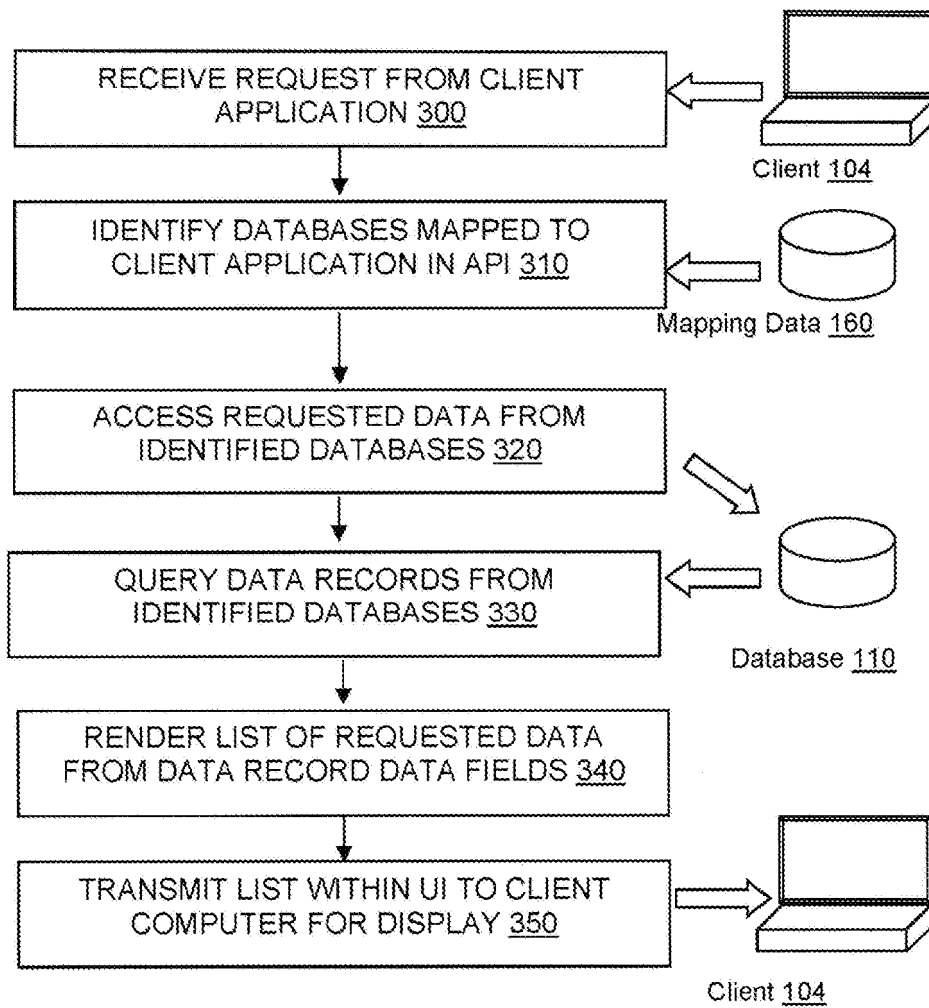 RECEIVE REQUEST FROM CLIENT
APPLICATION 300
Client 104
IDENTIFY DATABASES MAPPED TO
CLIENT APPLICATION IN API 310
Mapping Data 160
ACCESS REQUESTED DATA FROM
IDENTIFIED DATABASES 320
QUERY DATA RECORDS FROM
IDENTIFIED DATABASES 330
Database 110
RENDER LIST OF REQUESTED DATA
FROM DATA RECORD DATA FIELDS 340
TRANSMIT LIST WITHIN UI TO CLIENT
COMPUTER FOR DISPLAY 350
Client 104